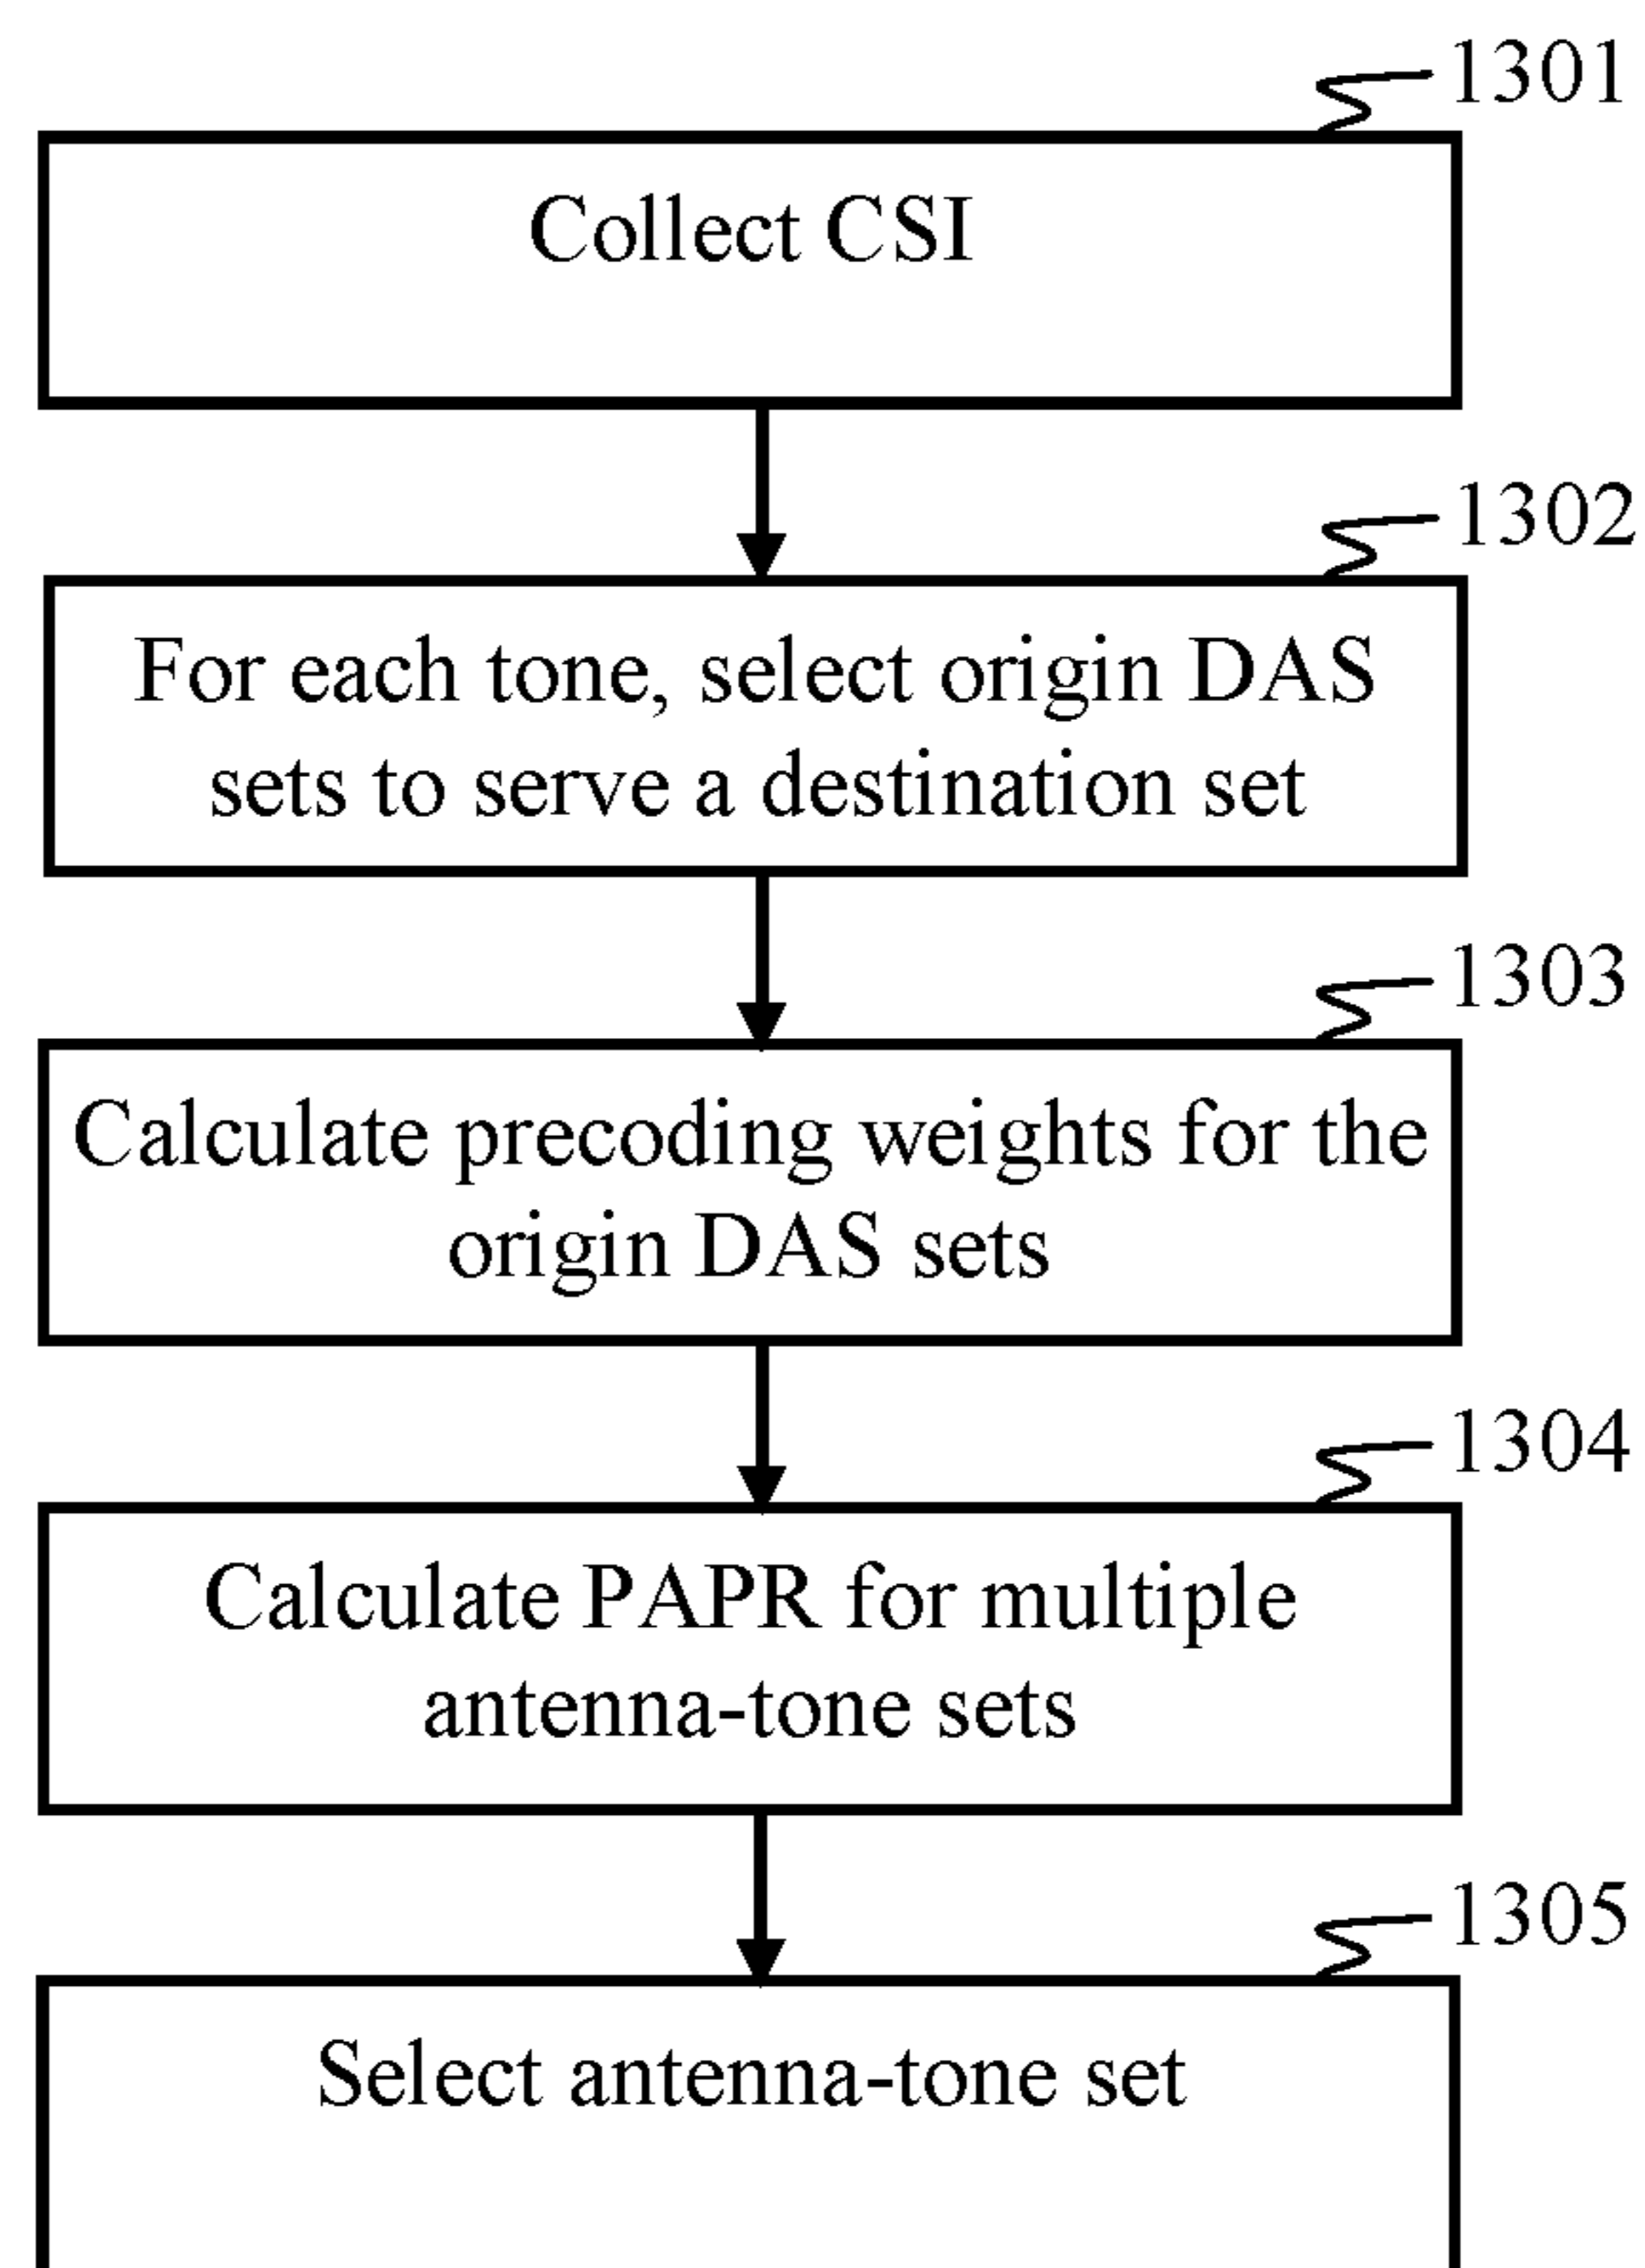 1301
Collect CSI
1302
For each tone, select origin DAS
sets to serve a destination set
1303
Calculate precoding weights for the
origin DAS sets
1304
Calculate PAPR for multiple
antenna-tone sets
1305
Select antenna-tone set